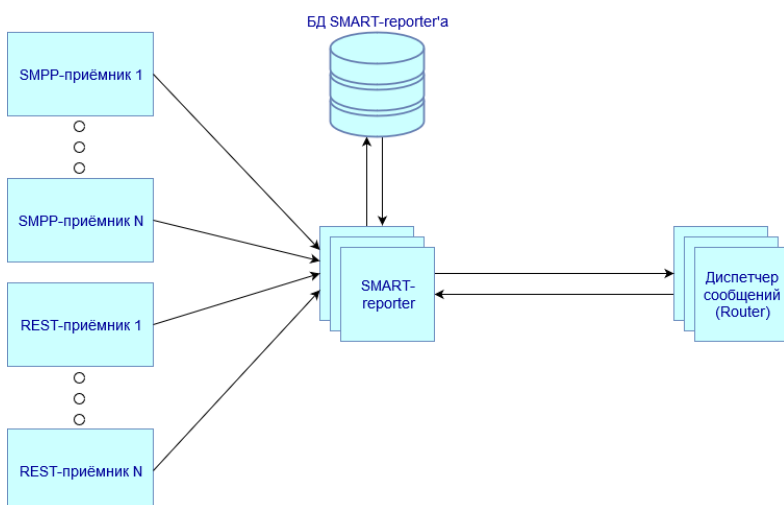 БД SMART-reporter'а
SMPP-приёмник 1
SMPP-приёмник N
REST-приёмник 1
REST-приёмник N
SMART-
reporter
Диспетчер
сообщений
(Router)